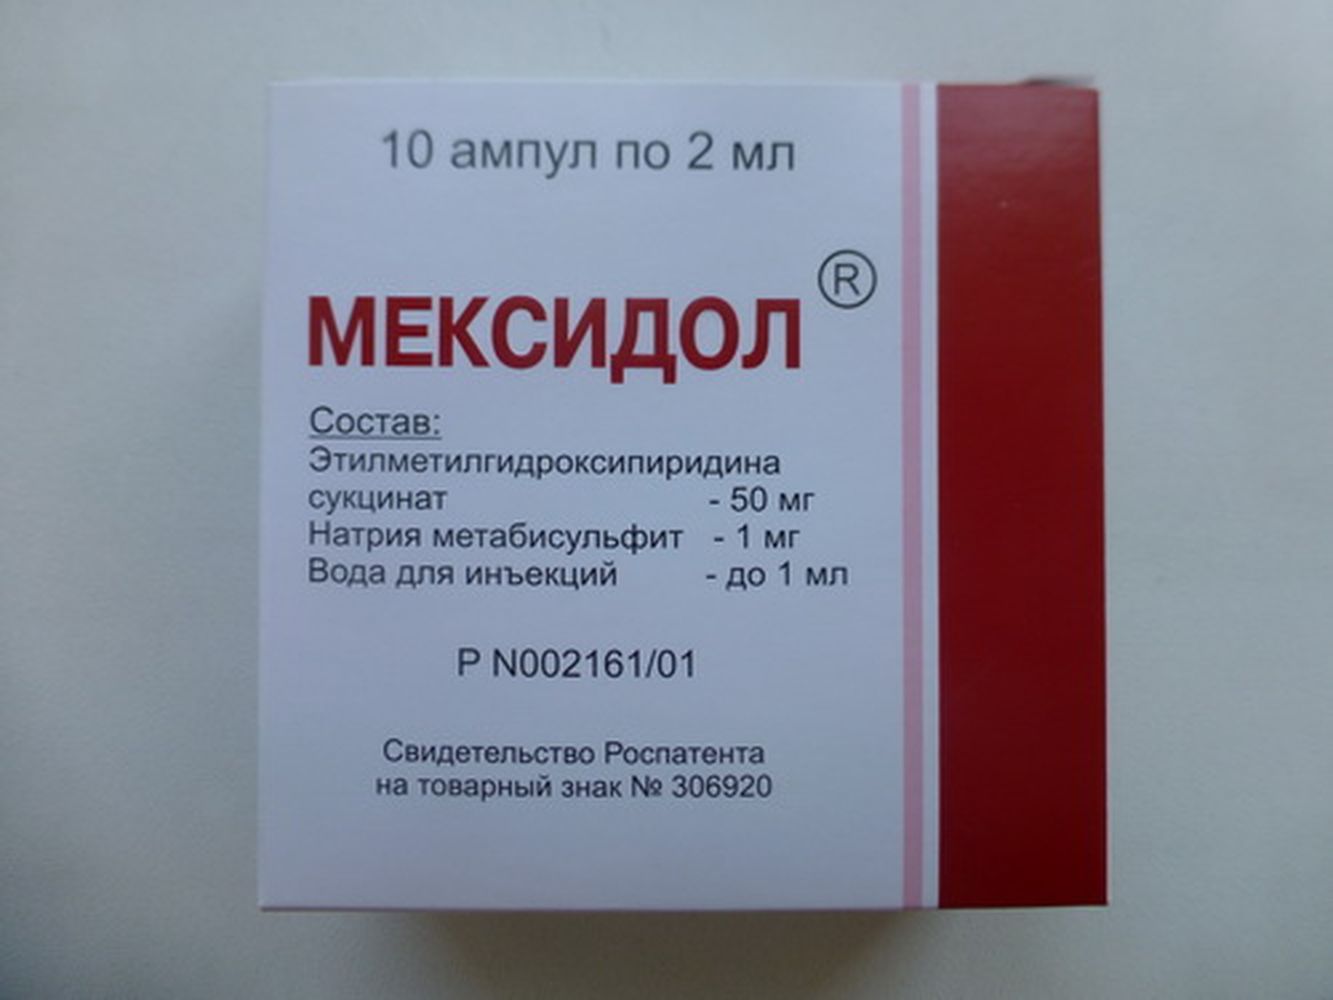 10 ампул по 2 мл
МЕКСИДОЛ ®
Состав:
Этилметилгидроксипиридина
сукцинат - 50 мг
Натрия метабисульфит - 1 мг
Вода для инъекций - до 1 мл
Р N002161/01
Свидетельство Роспатента
на товарный знак № 306920